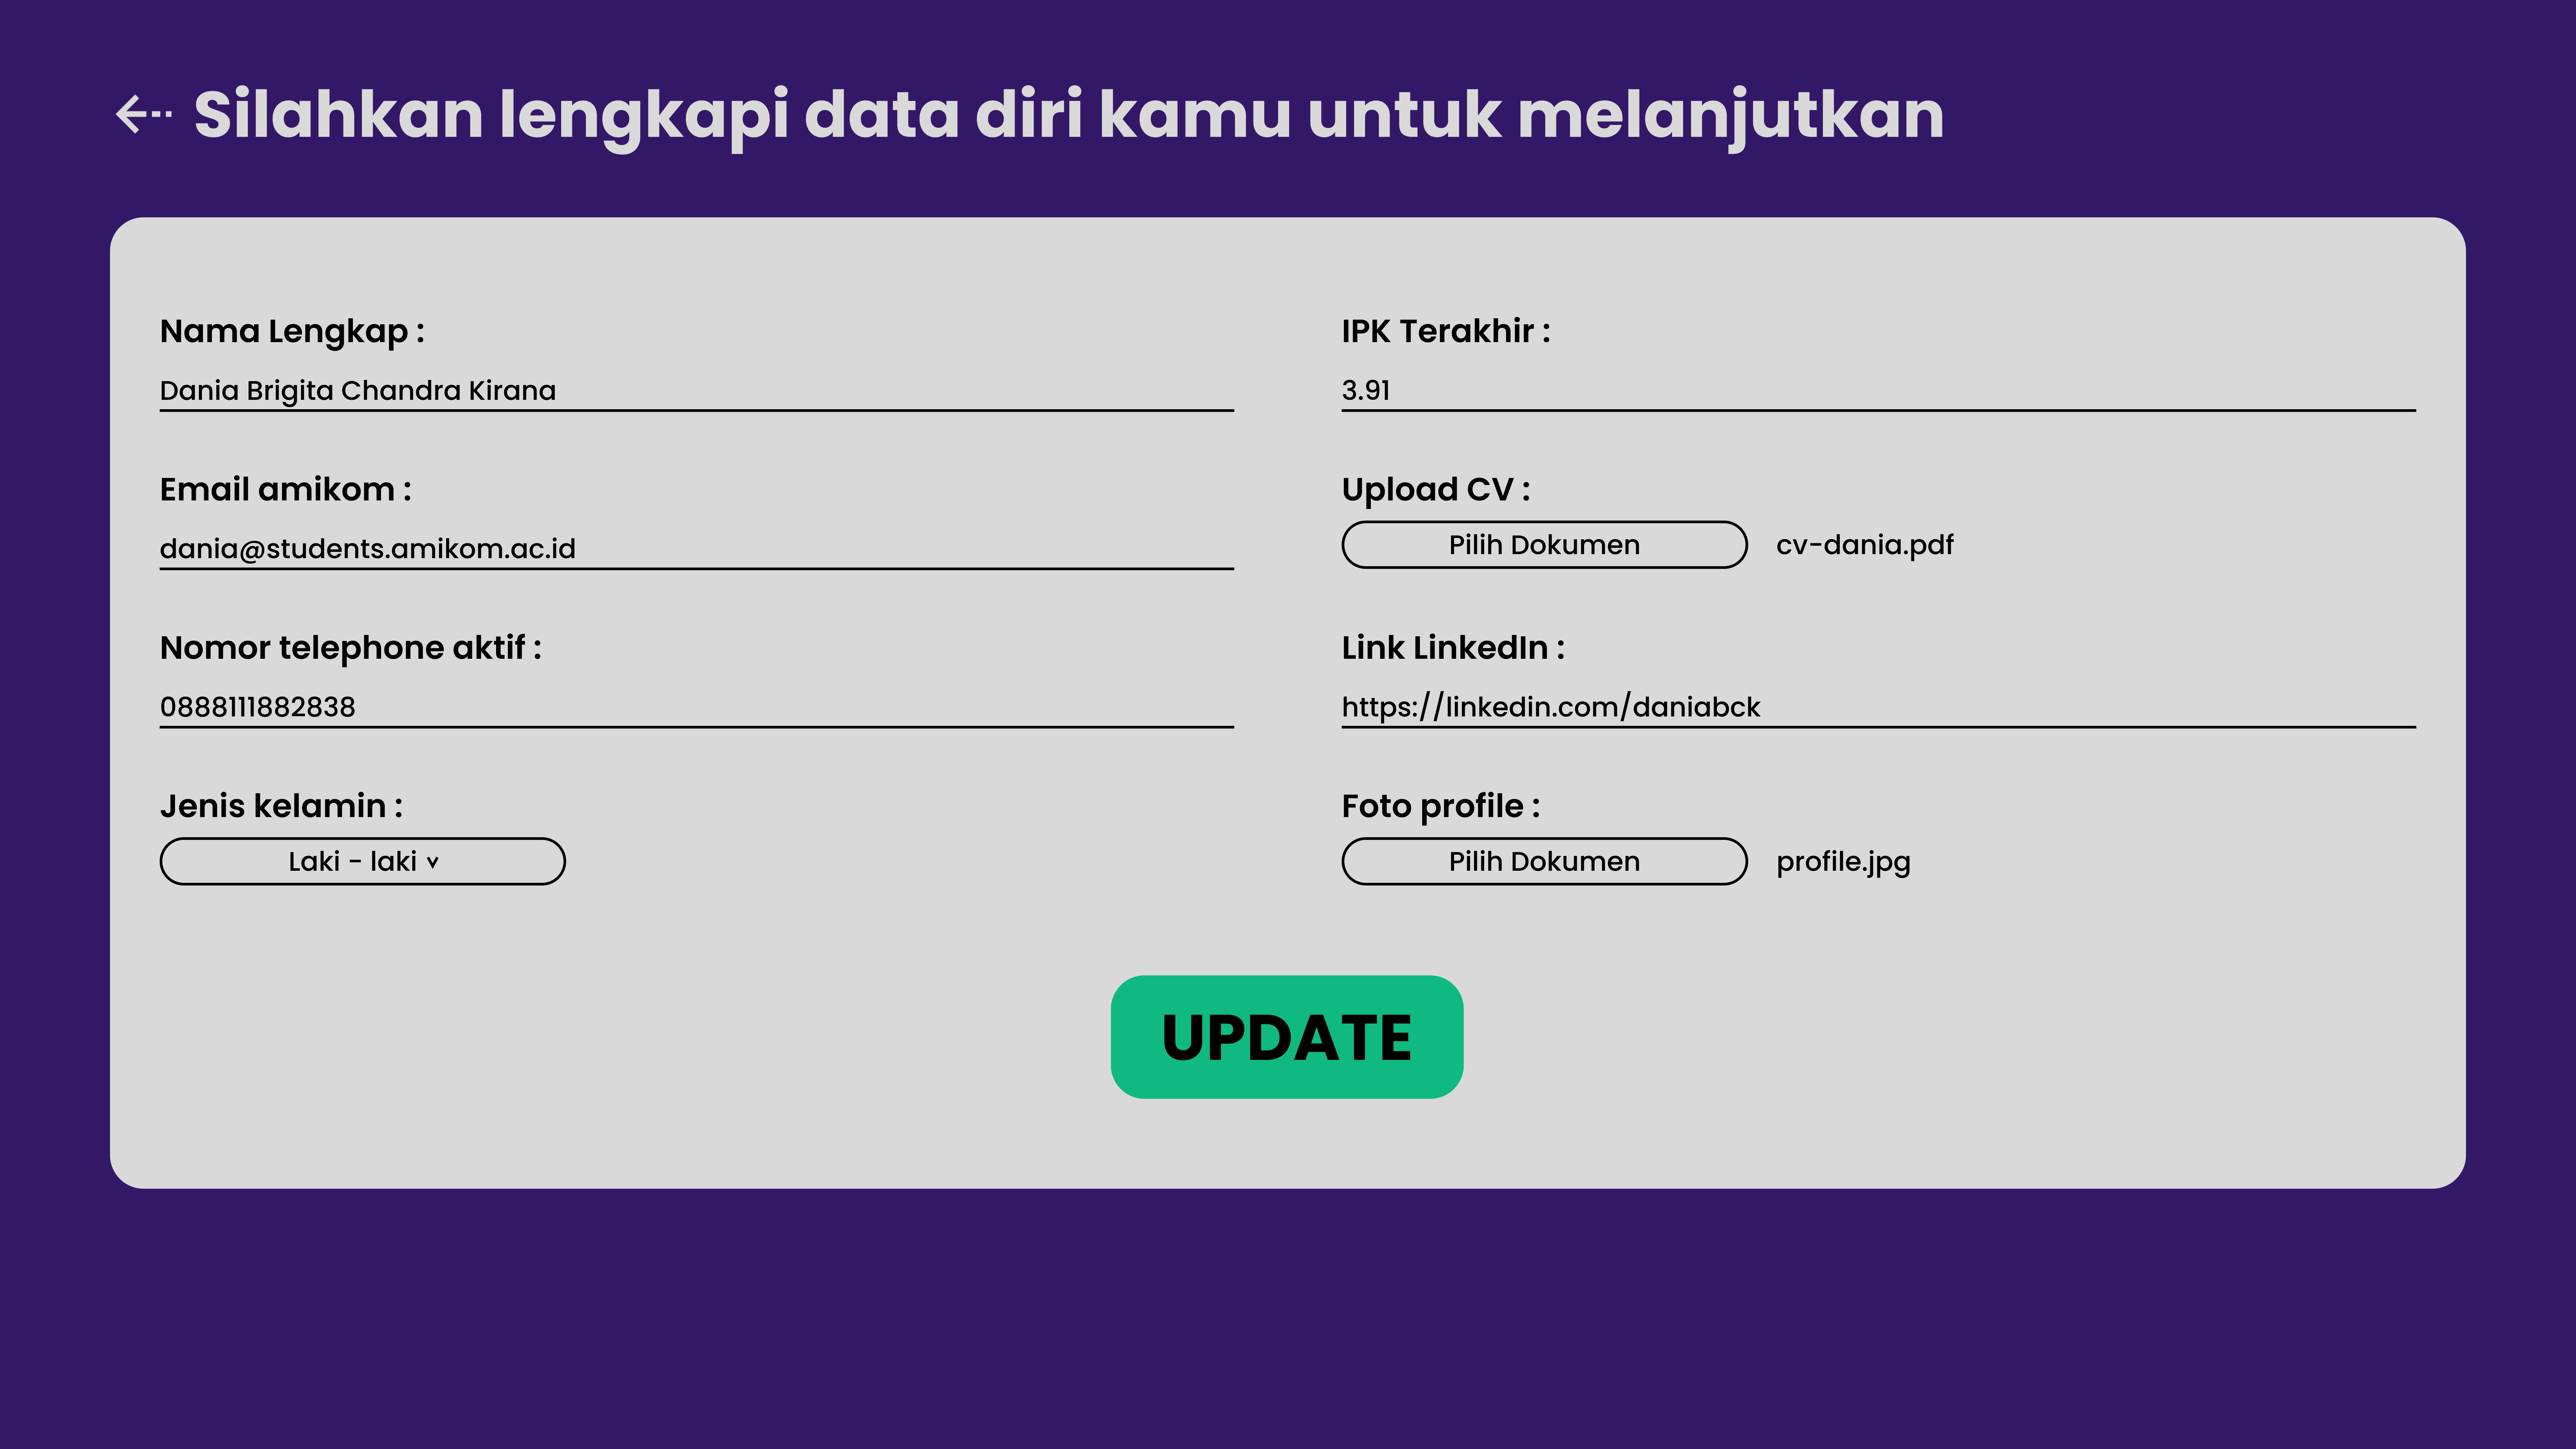 Silahkan lengkapi data diri kamu untuk melanjutkan
Nama Lengkap :
Dania Brigita Chandra Kirana
Email amikom :
dania@students.amikom.ac.id
Nomor telephone aktif :
0888111882838
Jenis kelamin :
Laki - laki
IPK Terakhir :
3.91
Upload CV :
Pilih Dokumen
cv-dania.pdf
Link LinkedIn :
https://linkedin.com/daniabck
Foto profile :
Pilih Dokumen
profile.jpg
UPDATE